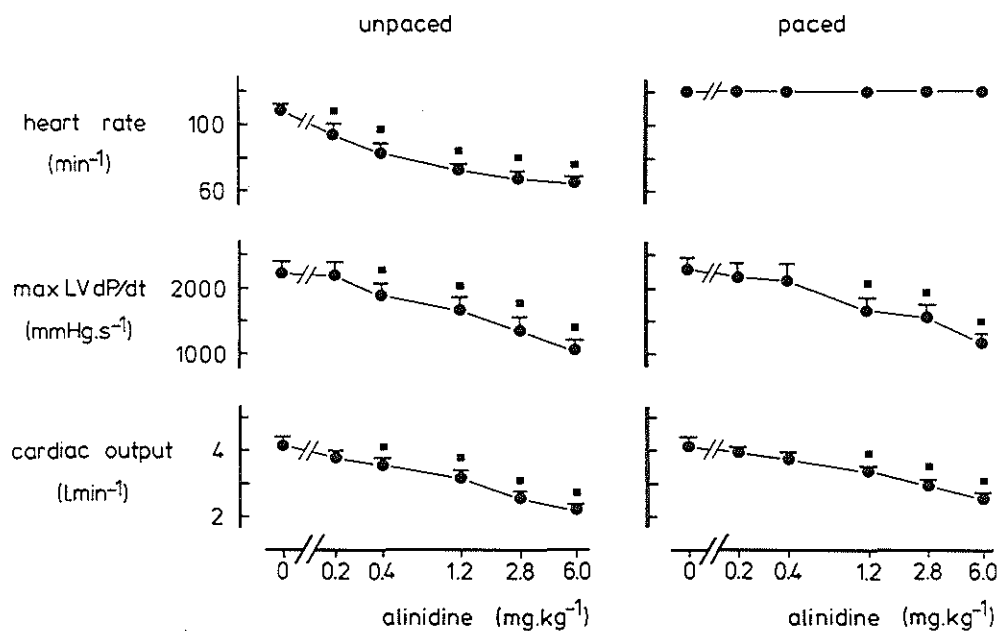 unpaced paced
heart rate
(min⁻¹)
100
60
max LV dP/dt
(mmHg.s⁻¹)
2000
1000
cardiac output
(l.min⁻¹)
4
2
0 0.2 0.4 1.2 2.8 6.0 0 0.2 0.4 1.2 2.8 6.0
alinidine (mg.kg⁻¹) alinidine (mg.kg⁻¹)